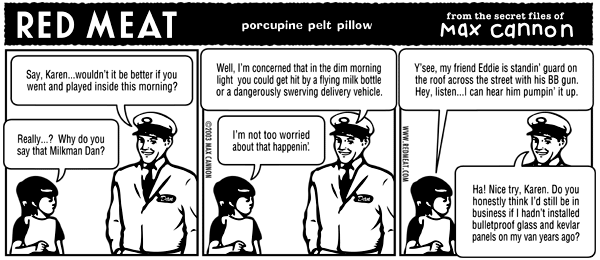 RED MEAT
porcupine pelt pillow
from the secret files of
Max cannon
Say, Karen...wouldn't it be better if you
went and played inside this morning?
Really...? Why do you
say that Milkman Dan?
Dan
Well, I'm concerned that in the dim morning
light you could get hit by a flying milk bottle
or a dangerously swerving delivery vehicle.
I'm not too worried
about that happenin'.
©2003 MAX CANNON
Dan
Y'see, my friend Eddie is standin' guard on
the roof across the street with his BB gun.
Hey, listen...I can hear him pumpin' it up.
WWW.REDMEAT.COM
Ha! Nice try, Karen. Do you
honestly think I'd still be in
business if I hadn't installed
bulletproof glass and kevlar
panels on my van years ago?